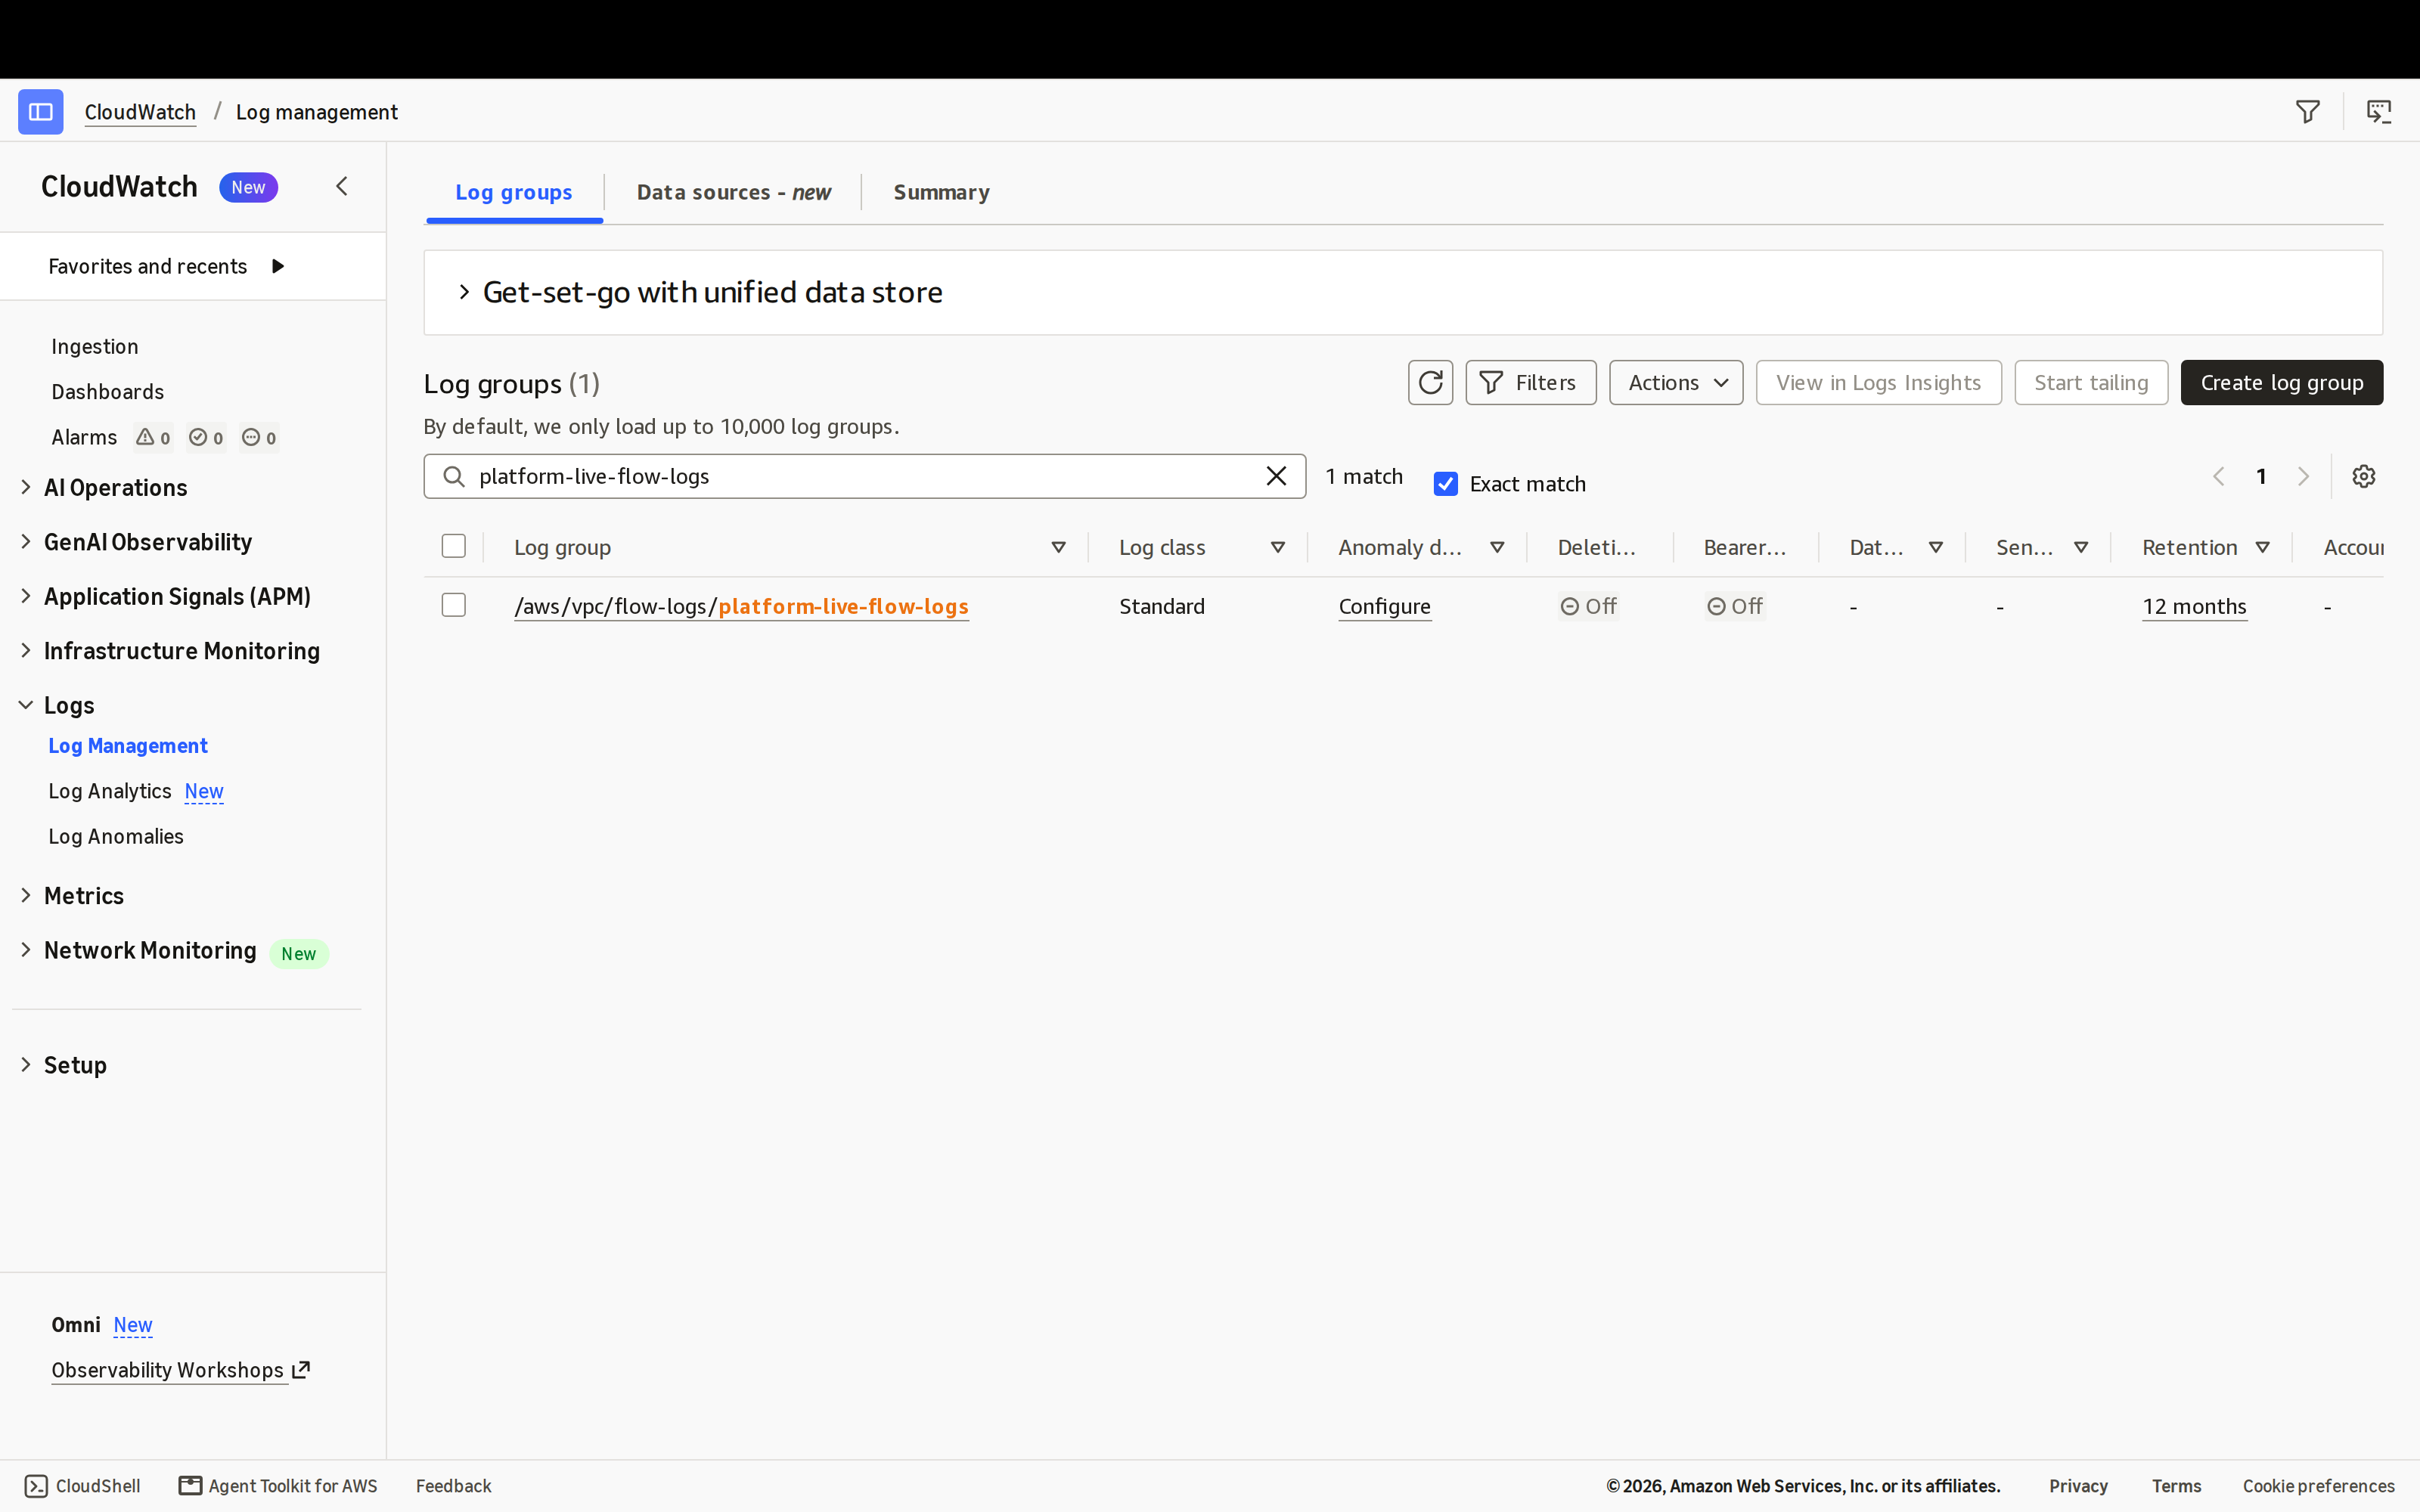 CloudWatch / Log management
CloudWatch New
Favorites and recents
Ingestion
Dashboards
Alarms 0 0 0
AI Operations
GenAI Observability
Application Signals (APM)
Infrastructure Monitoring
Logs
Log Management
Log Analytics New
Log Anomalies
Metrics
Network Monitoring New
Setup
Omni New
Observability Workshops
Log groups
Data sources - new
Summary
Get-set-go with unified data store
Log groups (1)
Filters
Actions
View in Logs Insights
Start tailing
Create log group
By default, we only load up to 10,000 log groups.
platform-live-flow-logs
1 match
Exact match
1
Log group Log class Anomaly d... Deleti... Bearer... Dat... Sen... Retention Accoun
/aws/vpc/flow-logs/platform-live-flow-logs Standard Configure Off Off - - 12 months -
CloudShell Agent Toolkit for AWS Feedback © 2026, Amazon Web Services, Inc. or its affiliates. Privacy Terms Cookie preferences